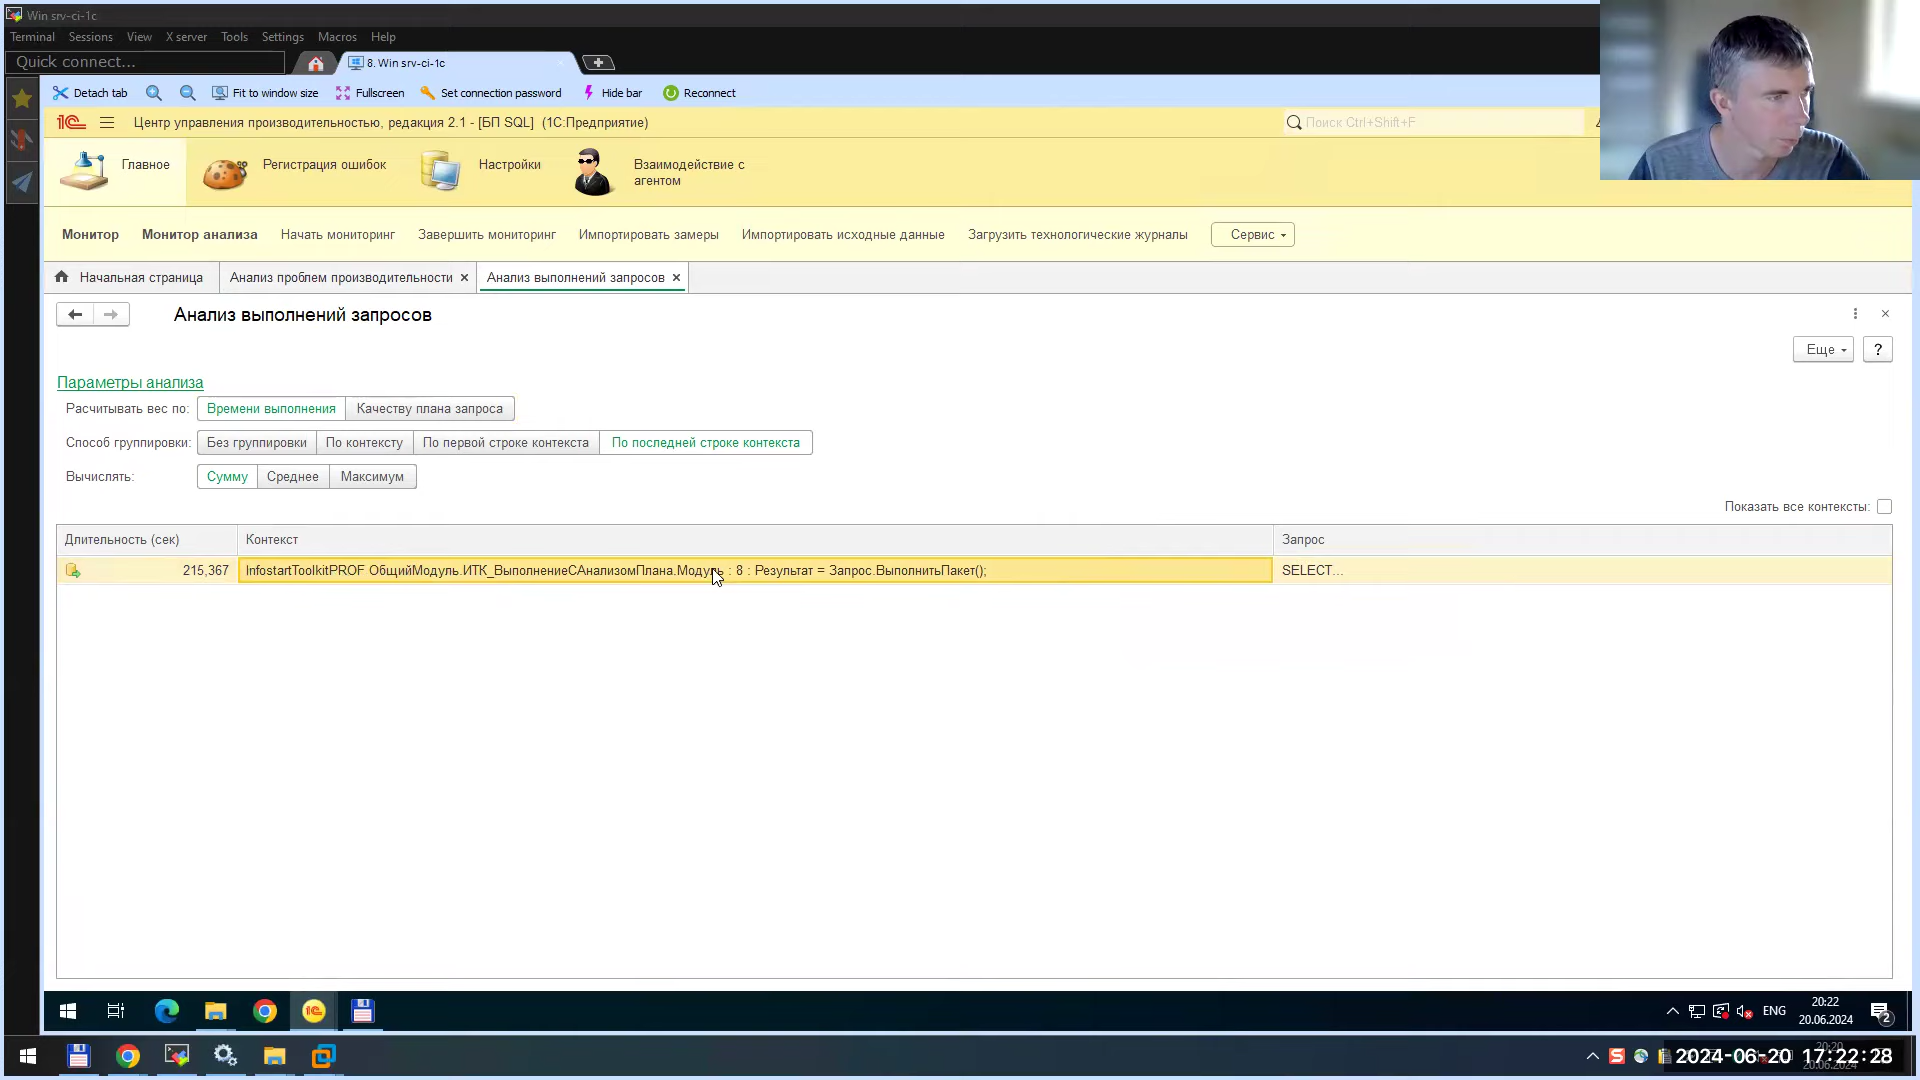 Win srv-ci-1c
Terminal Sessions View X server Tools Settings Macros Help
Quick connect...
8. Win srv-ci-1c
Detach tab Fit to window size Fullscreen Set connection password Hide bar Reconnect
Центр управления производительностью, редакция 2.1 - [БП SQL] (1С:Предприятие)
Поиск Ctrl+Shift+F
Главное
Регистрация ошибок
Настройки
Взаимодействие с
агентом
Монитор Монитор анализа Начать мониторинг Завершить мониторинг Импортировать замеры Импортировать исходные данные Загрузить технологические журналы Сервис
Начальная страница Анализ проблем производительности × Анализ выполнений запросов ×
Анализ выполнений запросов
Еще ?
Параметры анализа
Расчитывать вес по: Времени выполнения Качеству плана запроса
Способ группировки: Без группировки По контексту По первой строке контекста По последней строке контекста
Вычислять: Сумму Среднее Максимум
Показать все контексты:
Длительность (сек) Контекст Запрос
215,367 InfostartToolkitPROF ОбщийМодуль.ИТК_ВыполнениеСАнализомПлана.Модуль : 8 : Результат = Запрос.ВыполнитьПакет(); SELECT...
ENG
20:22
20.06.2024
2
2024-06-20 17:22:28
20:20
20.06.2024